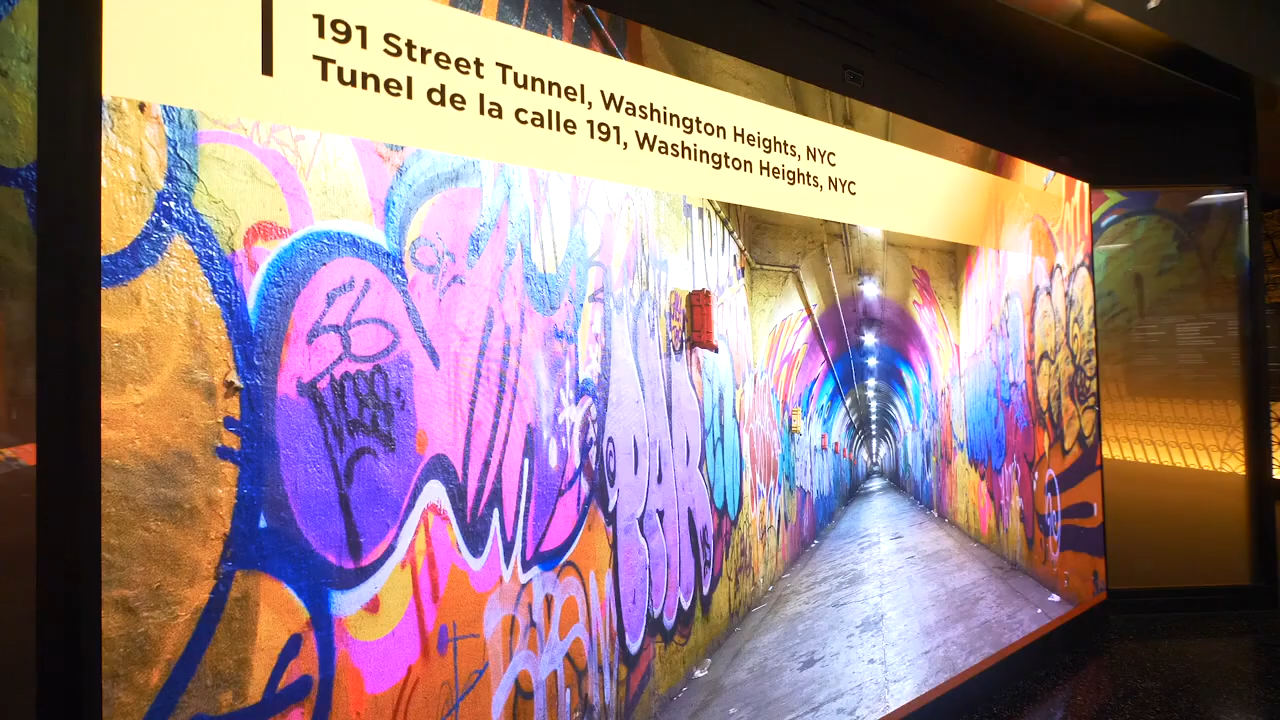 191 Street Tunnel, Washington Heights, NYC
Tunel de la calle 191, Washington Heights, NYC